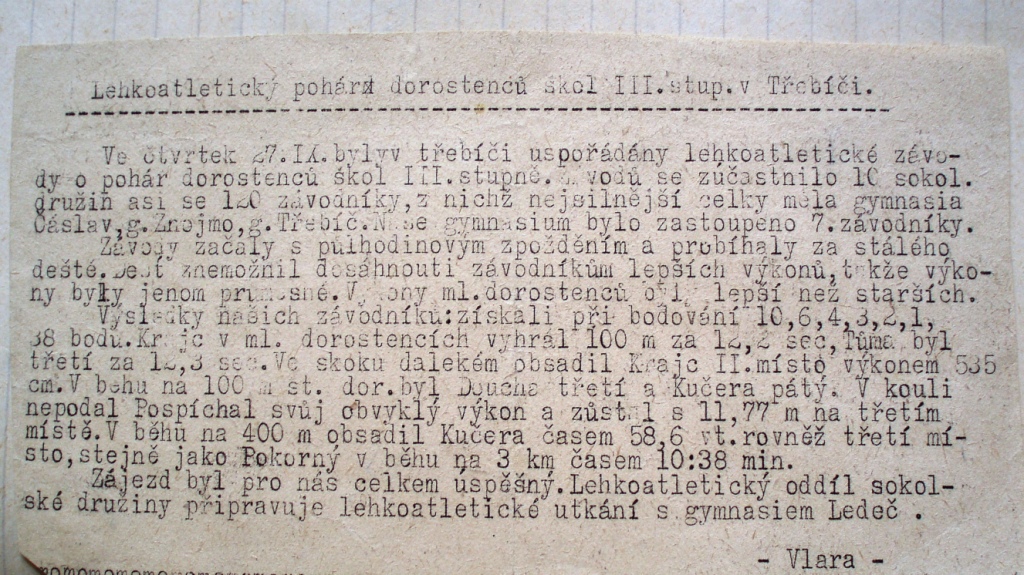 Lehkoatletický pohár dorostenců škol III.stup.v Třebíči.
Ve čtvrtek 27.IX.bylyv třebíči uspořádány lehkoatletické závo-
dy o pohár dorostenců škol III.stupně. Závodů se zúčastnilo 10 sokol.
družin asi se 120 závodníky,z nichž nejsilnější celky měla gymnasia
Čáslav,g.Znojmo,g.Třebíč.Naše gymnasium bylo zastoupeno 7.závodníky.
Závody začaly s půlhodinovým zpožděním a probíhaly za stálého
deště.Déšť znemožnil dosáhnouti závodníkům lepších výkonů,takže výko-
ny byly jenom průměsné.Výkony ml.dorostenců byly lepší než starších.
Výsledky našich závodníků:získali při bodování 10,6,4,3,2,1,
38 bodů.Krajc v ml. dorostencích vyhrál 100 m za 12,2 sec,Tůma byl
třetí za 12,3 sec.Ve skoku dalekém obsadil Krajc II.místo výkonem 535
cm.V běhu na 100 m st. dor.byl Doucha třetí a Kučera pátý. V kouli
nepodal Pospíchal svůj obvyklý výkon a zůstal s 11,77 m na třetím
místě.V běhu na 400 m obsadil Kučera časem 58,6 vt.rovněž třetí mí-
sto,stejně jako Pokorný v běhu na 3 km časem 10:38 min.
Zájezd byl pro nás celkem úspěšný.Lehkoatletický oddíl sokol-
ské družiny připravuje lehkoatletické utkání s gymnasiem Ledeč .
- Vlara -